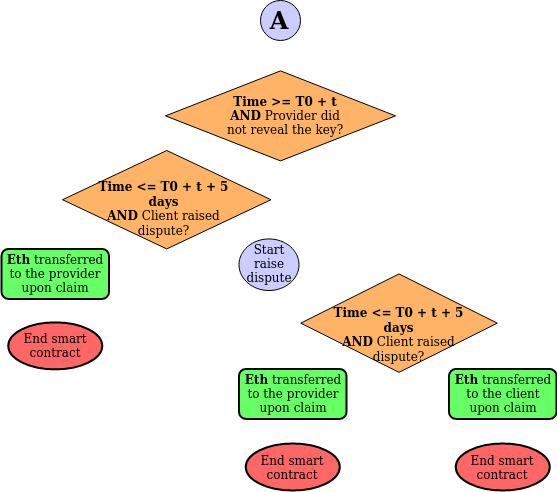 A
Time >= T0 + t
AND Provider did
not reveal the key?
Time <= T0 + t + 5
days
AND Client raised
dispute?
Eth transferred
to the provider
upon claim
End smart
contract
Start
raise
dispute
Time <= T0 + t + 5
days
AND Client raised
dispute?
Eth transferred
to the provider
upon claim
Eth transferred
to the client
upon claim
End smart
contract
End smart
contract